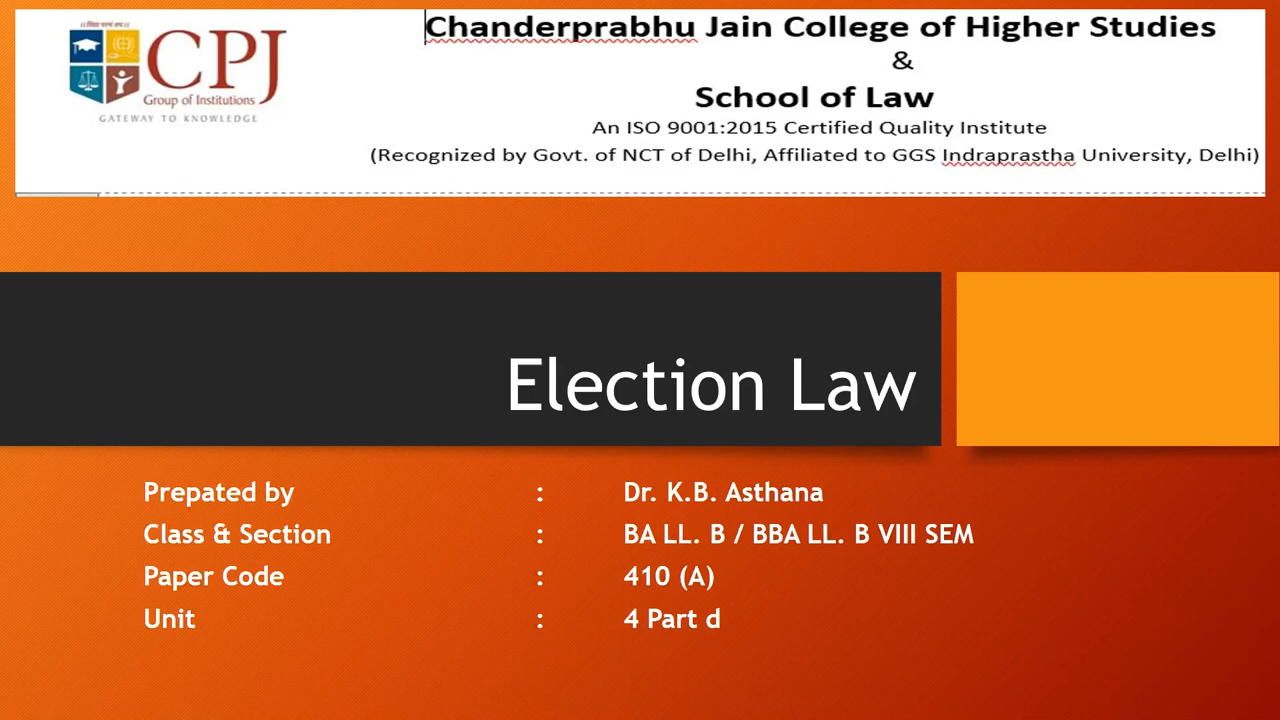 CPJ
Group of Institutions
GATEWAY TO KNOWLEDGE
Chanderprabhu Jain College of Higher Studies
&
School of Law
An ISO 9001:2015 Certified Quality Institute
(Recognized by Govt. of NCT of Delhi, Affiliated to GGS Indraprastha University, Delhi)
Election Law
Prepated by : Dr. K.B. Asthana
Class & Section : BA LL. B / BBA LL. B VIII SEM
Paper Code : 410 (A)
Unit : 4 Part d